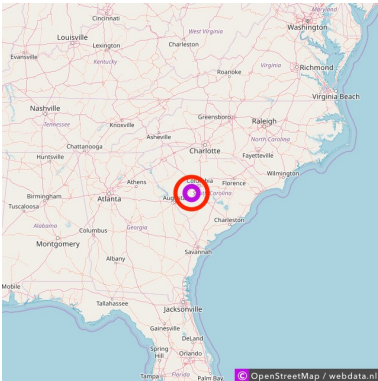 Maryland
Cincinnati
Washington
West Virginia
Louisville
Lexington
Charleston
Evansville
Kentucky
Richmond
Roanoke
Virginia
Virginia Beach
Nashville
Greensboro
Tennessee
Knoxville
Raleigh
Asheville
North Carolina
Chattanooga
Charlotte
Fayetteville
Huntsville
Wilmington
Athens
Florence
Birmingham
Atlanta
Tuscaloosa
Charleston
Alabama
Columbus
Georgia
Montgomery
Savannah
Albany
Mobile
Tallahassee
Jacksonville
Gainesville
DeLand
Spring
Hill
Orlando
Tampa
Florida
Palm Bay
© OpenStreetMap / webdata.nl